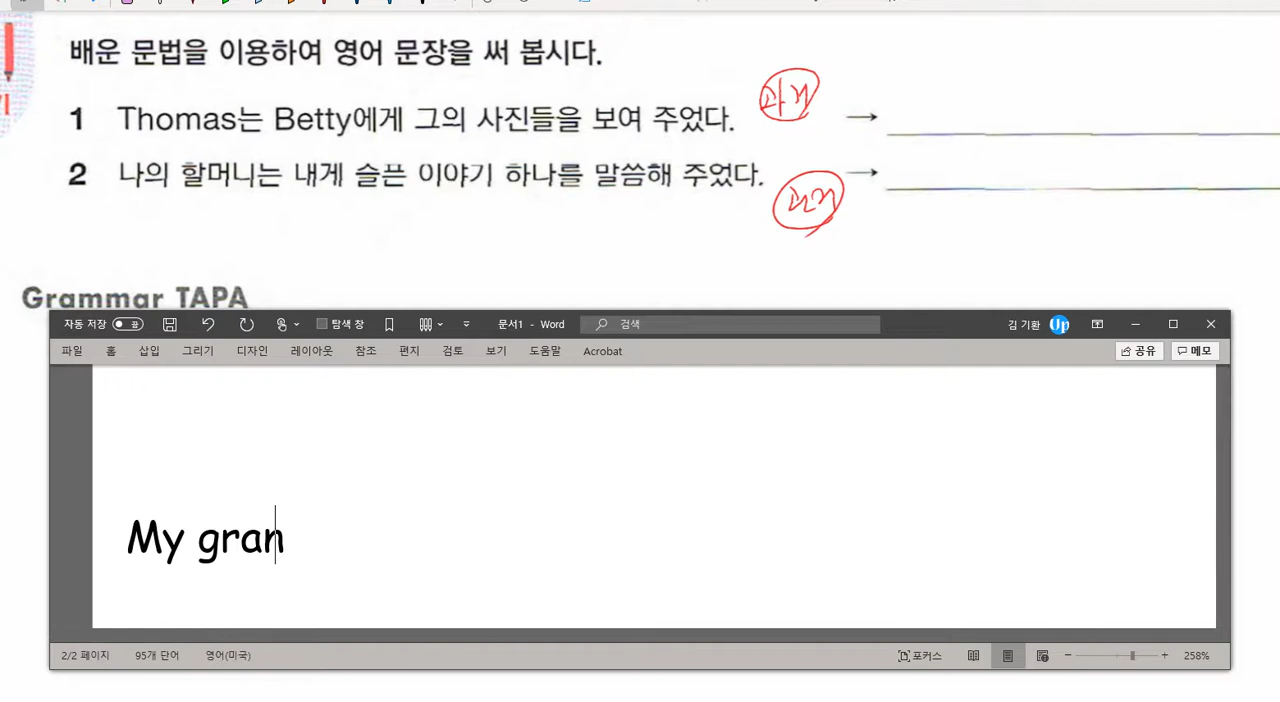 배운 문법을 이용하여 영어 문장을 써 봅시다.
1 Thomas는 Betty에게 그의 사진들을 보여 주었다. 과거 →
2 나의 할머니는 내게 슬픈 이야기 하나를 말씀해 주었다. 과거 →
Grammar TAPA
자동 저장 끔 탐색 창 문서1 - Word 검색 김 기환 Up
파일 홈 삽입 그리기 디자인 레이아웃 참조 편지 검토 보기 도움말 Acrobat 공유 메모
My gran
2/2 페이지 95개 단어 영어(미국) 포커스 258%